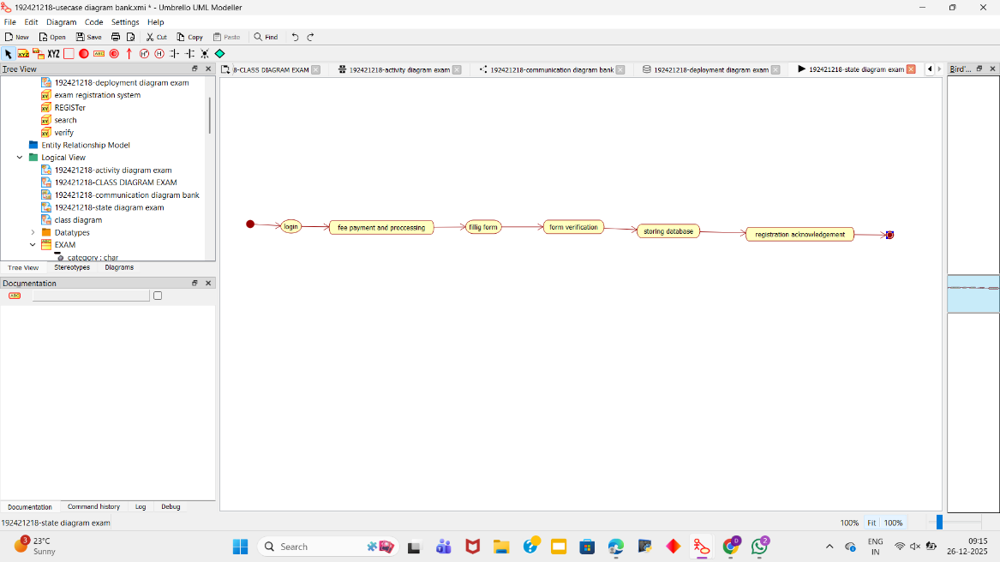 192421218-usecase diagram bank.xmi * - Umbrello UML Modeller
File Edit Diagram Code Settings Help
New Open Save Cut Copy Paste Find
XYZ XYZ ABC H* H
Tree View
8-CLASS DIAGRAM EXAM 192421218-activity diagram exam 192421218-communication diagram bank 192421218-deployment diagram exam 192421218-state diagram exam Bird'...
192421218-deployment diagram exam
exam registration system
REGISTer
search
verify
Entity Relationship Model
Logical View
192421218-activity diagram exam
192421218-CLASS DIAGRAM EXAM
192421218-communication diagram bank
192421218-state diagram exam
class diagram
Datatypes
EXAM
category : char
Tree View Stereotypes Diagrams
login
fee payment and proccessing
fillig form
form verification
storing database
registration acknowledgement
Documentation
ABC
Documentation Command history Log Debug
192421218-state diagram exam
100% Fit 100%
3
23°C
Sunny
Search
D
2
ENG
IN
09:15
26-12-2025